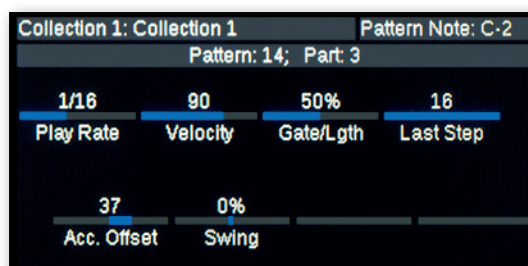 Collection 1: Collection 1 Pattern Note: C-2
Pattern: 14; Part: 3
1/16 90 50% 16
Play Rate Velocity Gate/Lgth Last Step
37 0%
Acc. Offset Swing